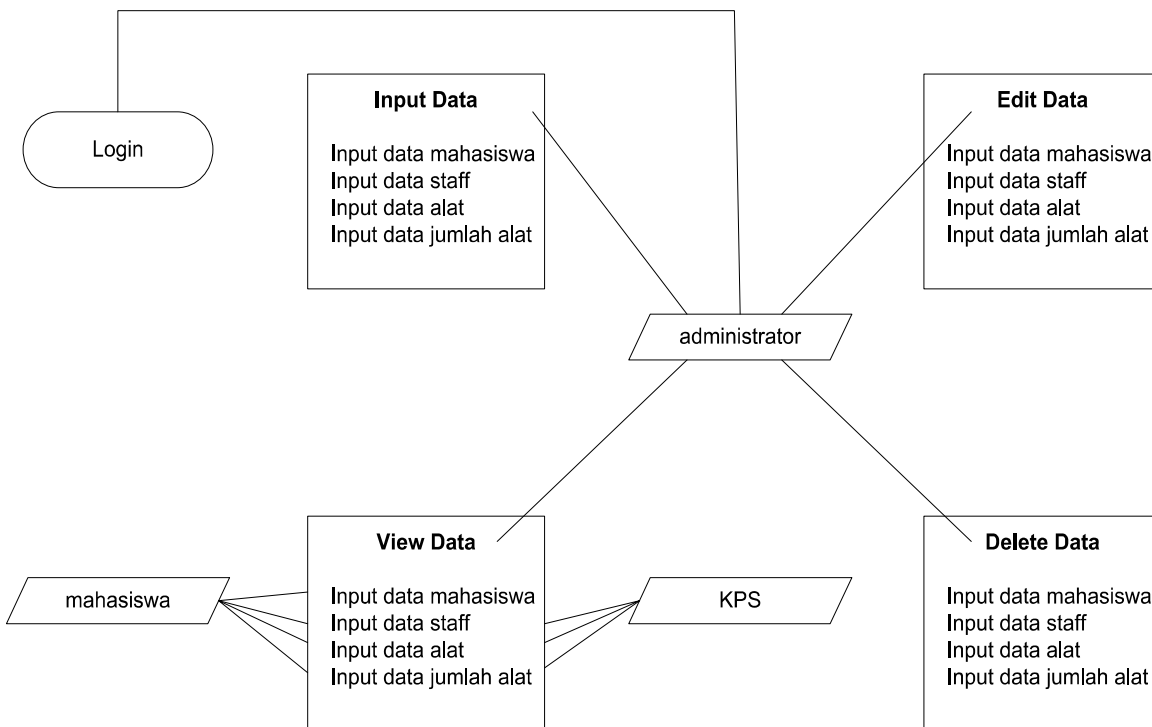 Login
Input Data
Input data mahasiswa
Input data staff
Input data alat
Input data jumlah alat
Edit Data
Input data mahasiswa
Input data staff
Input data alat
Input data jumlah alat
administrator
mahasiswa
View Data
Input data mahasiswa
Input data staff
Input data alat
Input data jumlah alat
KPS
Delete Data
Input data mahasiswa
Input data staff
Input data alat
Input data jumlah alat